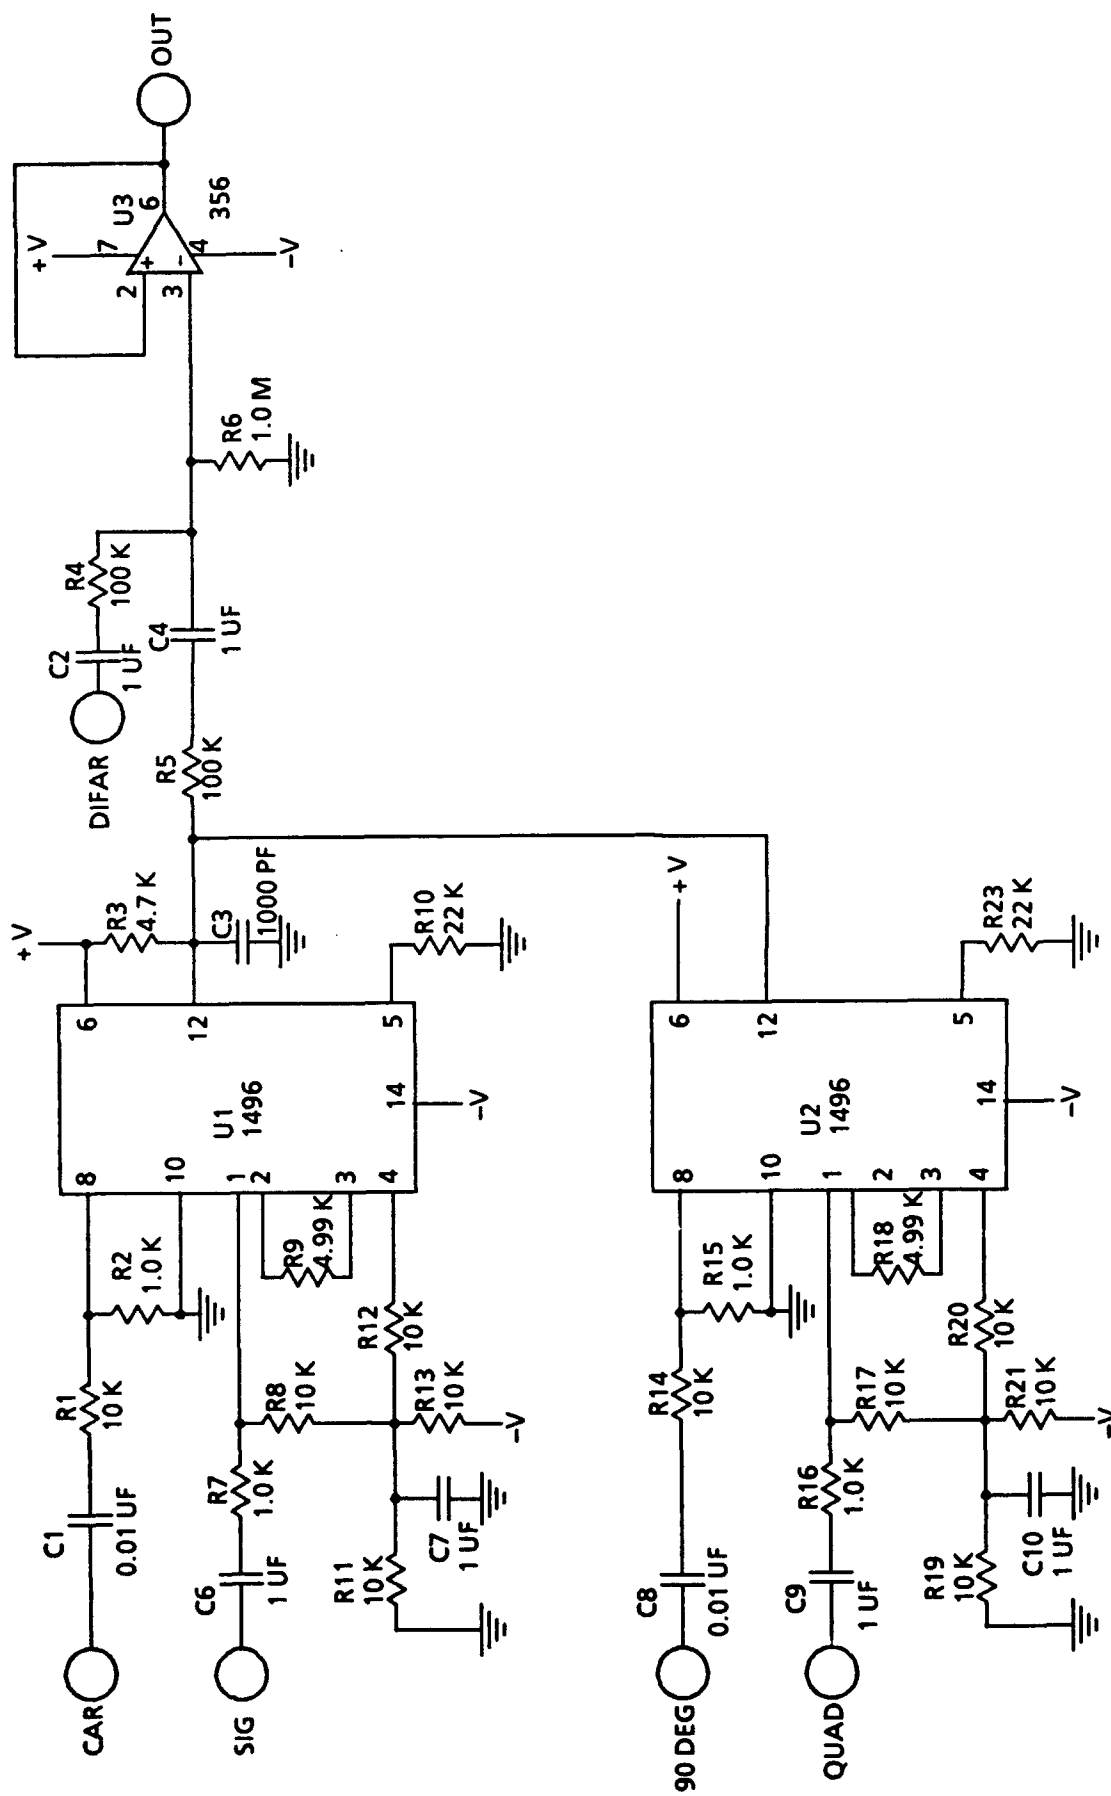 CAR
C1
0.01 UF
R1
10 K
R2
1.0 K
SIG
C6
1 UF
R7
1.0 K
R8
10 K
R9
4.99 K
R11
10 K
C7
1 UF
R12
10 K
R13
10 K
-V
8
10
1
2
3
4
U1
1496
6
12
5
14
-V
+ V
R3
4.7 K
C3
1000 PF
R10
22 K
R5
100 K
DIFAR
C2
1 UF
R4
100 K
C4
1 UF
R6
1.0 M
+ V
2
3
+
-
7
4
U3
6
356
-V
OUT
90 DEG
C8
0.01 UF
R14
10 K
R15
1.0 K
QUAD
C9
1 UF
R16
1.0 K
R17
10 K
R18
4.99 K
R19
10 K
C10
1 UF
R20
10 K
R21
10 K
-V
8
10
1
2
3
4
U2
1496
6
12
5
14
-V
+ V
R23
22 K